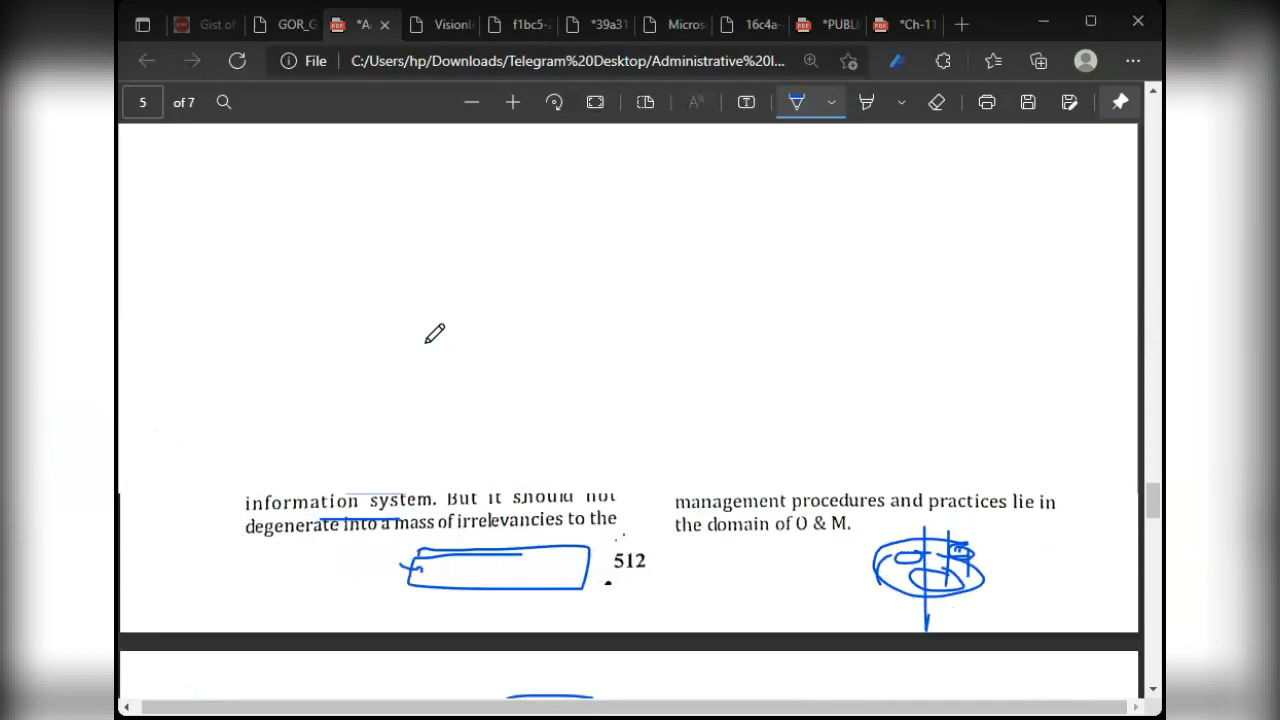 Gist of
GOR_G
*A
Vision
f1bc5-2
*39a31
Micros
16c4a-
*PUBL
*Ch-11
File
C:/Users/hp/Downloads/Telegram%20Desktop/Administrative%20I...
5 of 7
information system. But it should not
degenerate into a mass of irrelevancies to the
512
management procedures and practices lie in
the domain of O & M.